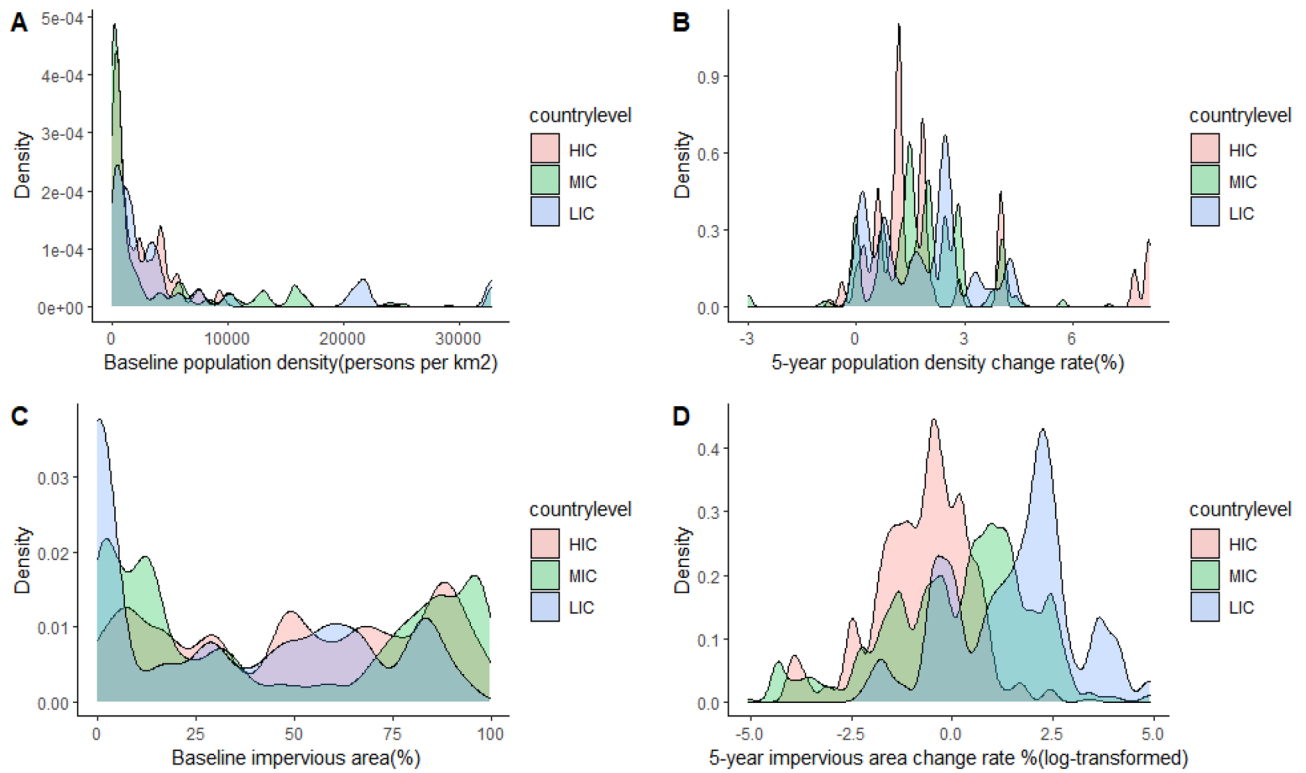 A
5e-04
4e-04
3e-04
2e-04
1e-04
0e+00
Density
0
10000
20000
30000
Baseline population density(persons per km2)
countrylevel
HIC
MIC
LIC
B
0.9
0.6
0.3
0.0
Density
-3
0
3
6
5-year population density change rate(%)
countrylevel
HIC
MIC
LIC
C
0.03
0.02
0.01
0.00
Density
0
25
50
75
100
Baseline impervious area(%)
countrylevel
HIC
MIC
LIC
D
0.4
0.3
0.2
0.1
0.0
Density
-5.0
-2.5
0.0
2.5
5.0
5-year impervious area change rate %(log-transformed)
countrylevel
HIC
MIC
LIC